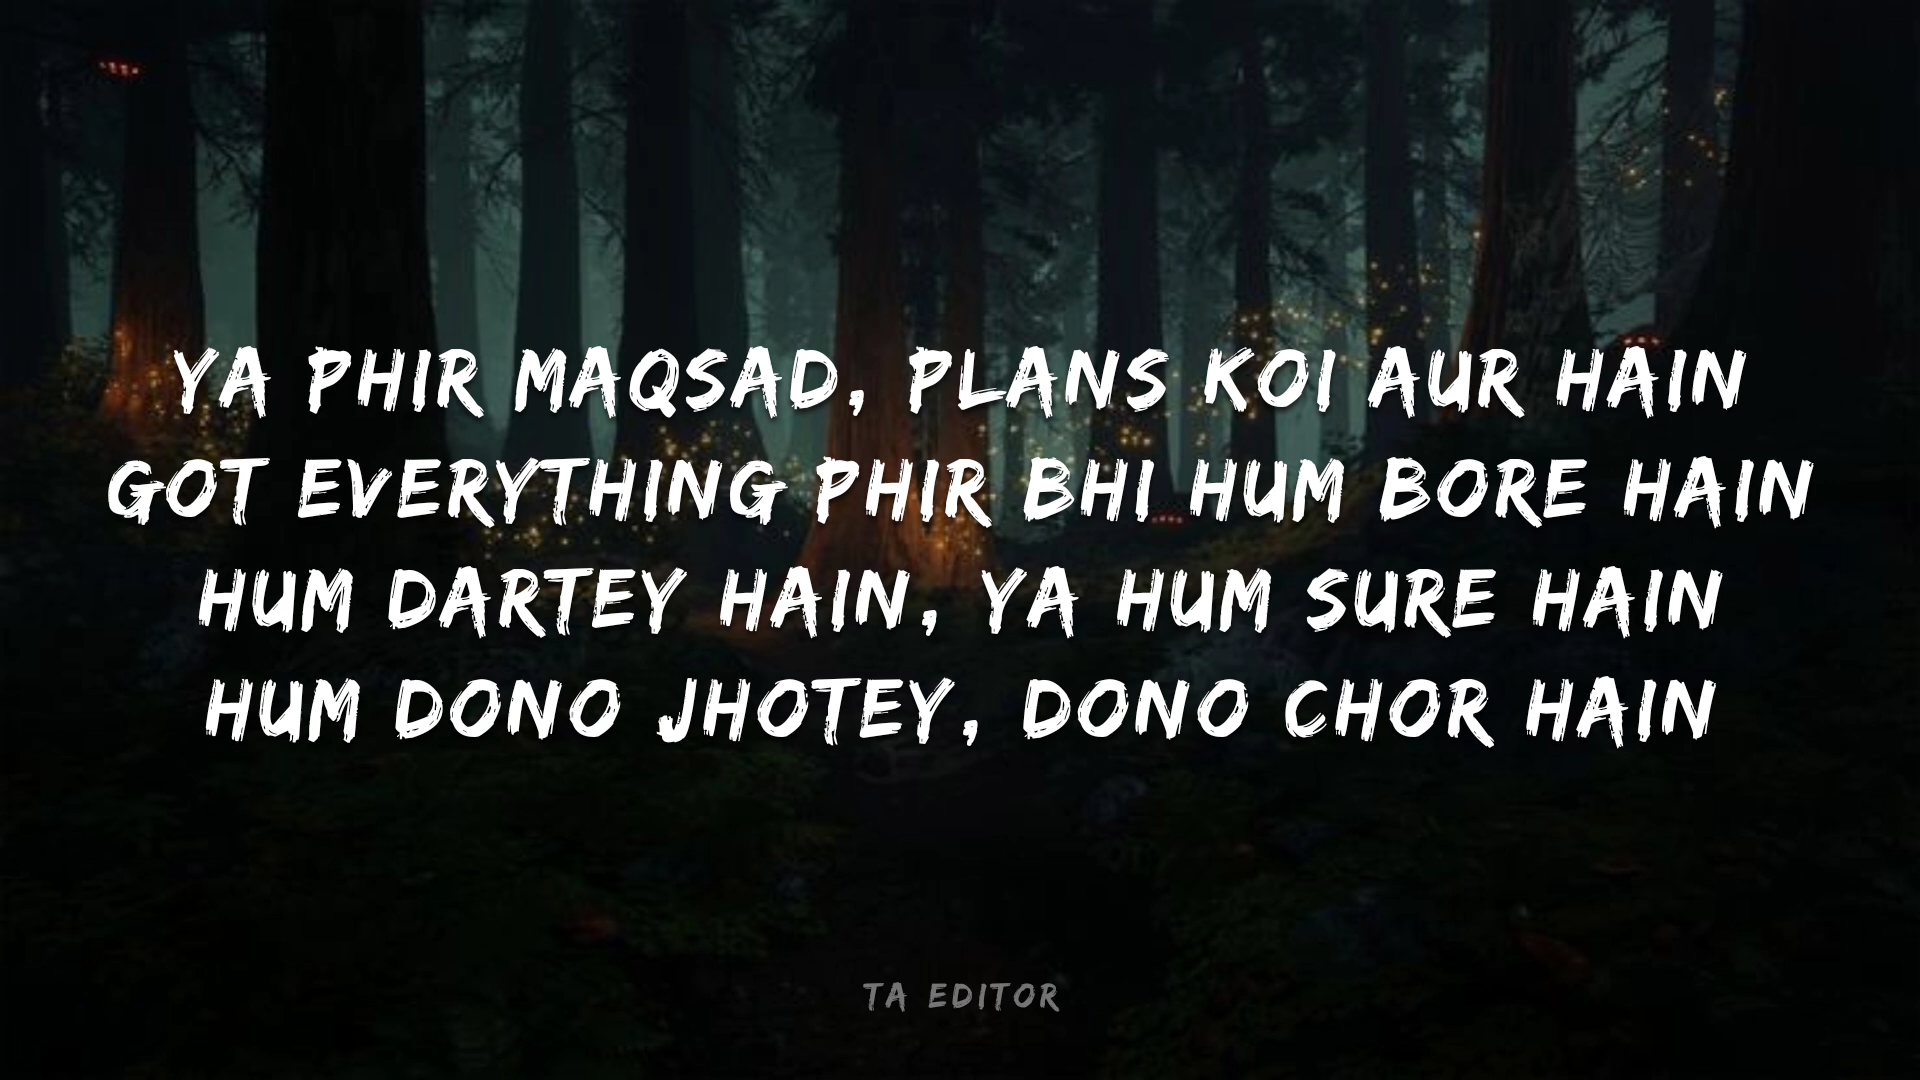 YA PHIR MAQSAD, PLANS KOI AUR HAIN
GOT EVERYTHING PHIR BHI HUM BORE HAIN
HUM DARTEY HAIN, YA HUM SURE HAIN
HUM DONO JHOTEY, DONO CHOR HAIN
TA EDITOR